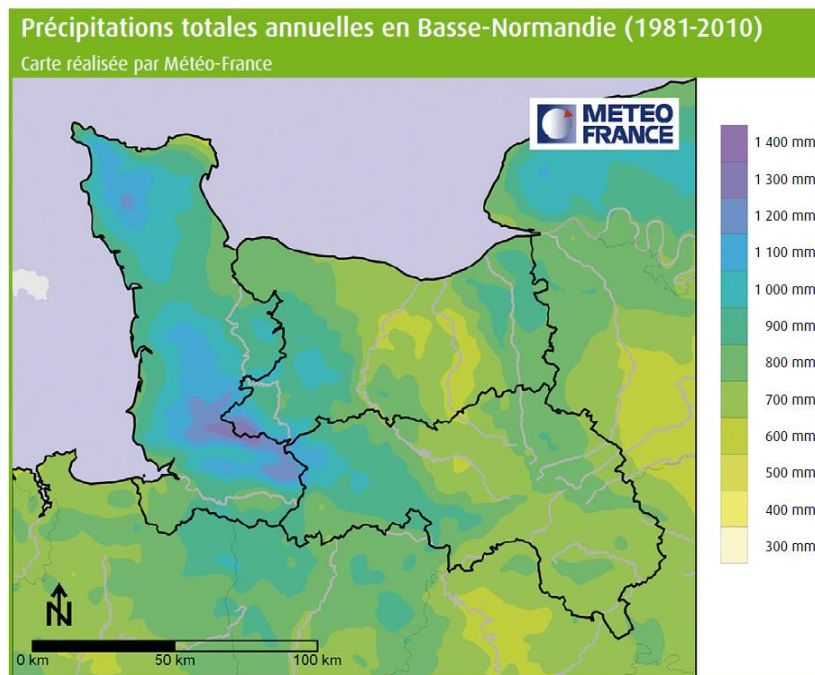 Précipitations totales annuelles en Basse-Normandie (1981-2010)
Carte réalisée par Météo-France
METEO
FRANCE
1 400 mm
1 300 mm
1 200 mm
1 100 mm
1 000 mm
900 mm
800 mm
700 mm
600 mm
500 mm
400 mm
300 mm
N
0 km
50 km
100 km